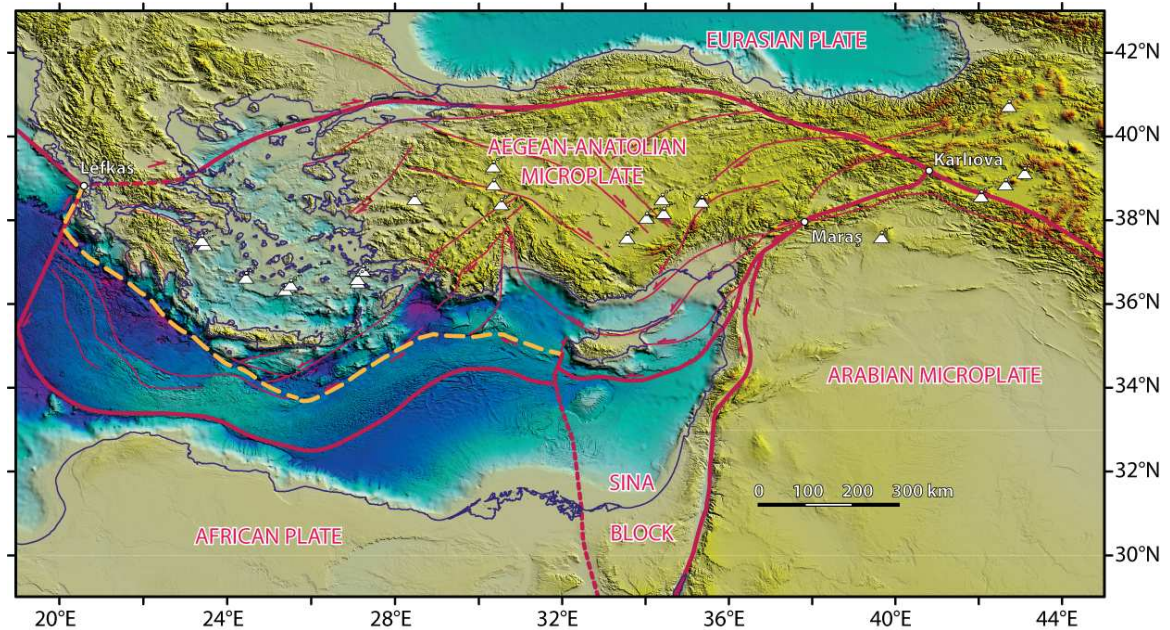 EURASIAN PLATE
42°N
AEGEAN-ANATOLIAN
MICROPLATE
40°N
Lefkas
Karlıova
38°N
Maraş
36°N
ARABIAN MICROPLATE
34°N
SINA
32°N
0 100 200 300 km
AFRICAN PLATE
BLOCK
30°N
20°E 24°E 28°E 32°E 36°E 40°E 44°E